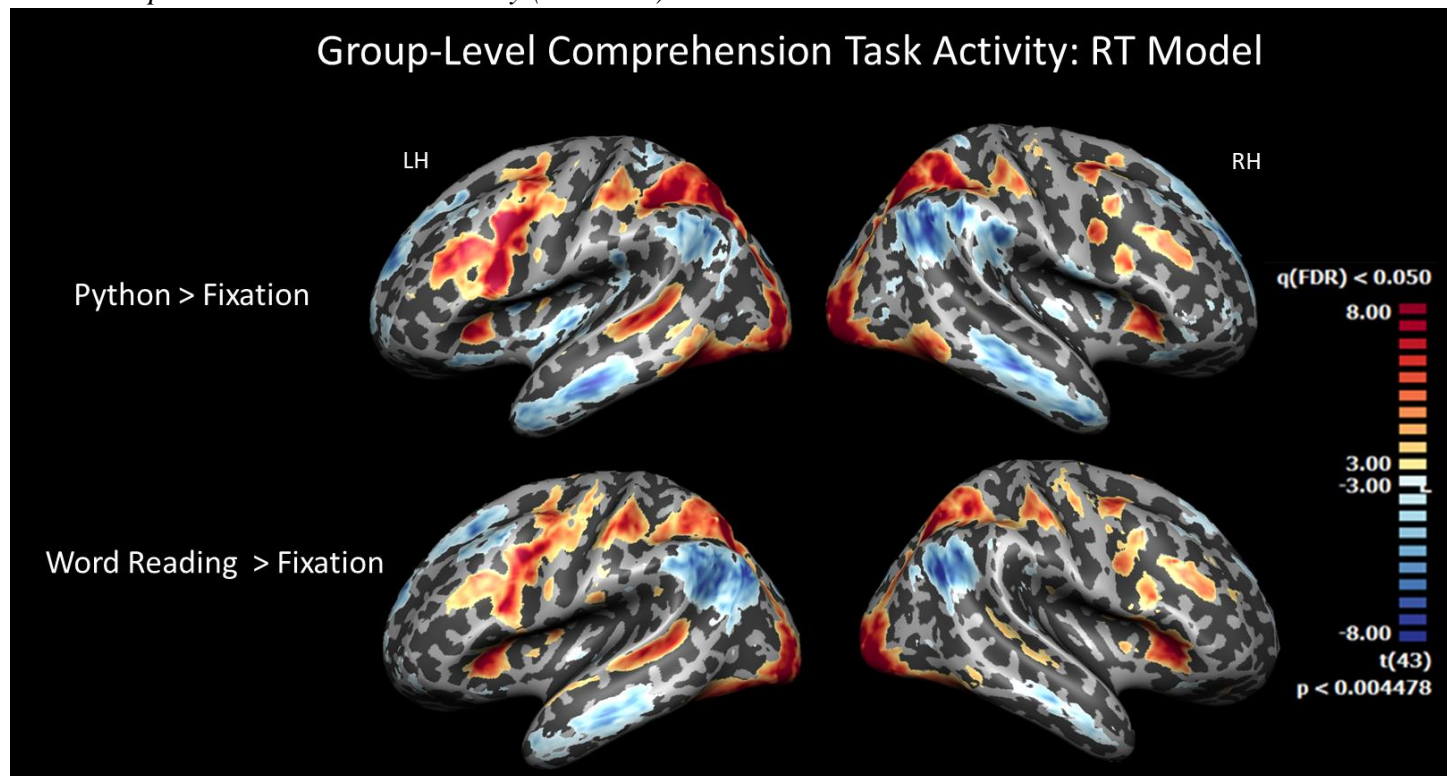 Group-Level Comprehension Task Activity: RT Model
LH
RH
Python > Fixation
q(FDR) < 0.050
8.00
3.00
-3.00
Word Reading > Fixation
-8.00
t(43)
p < 0.004478